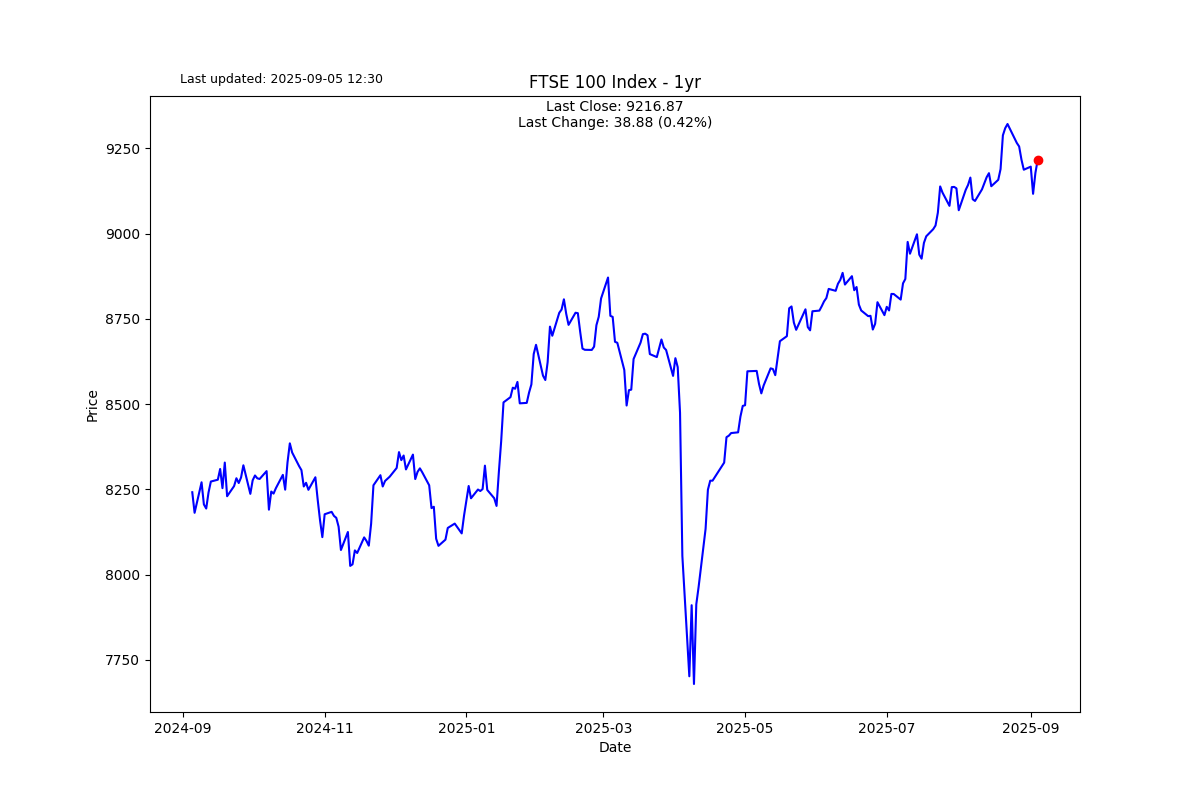 Last updated: 2025-09-05 12:30
FTSE 100 Index - 1yr
Last Close: 9216.87
Last Change: 38.88 (0.42%)
Price
9250
9000
8750
8500
8250
8000
7750
2024-09
2024-11
2025-01
2025-03
2025-05
2025-07
2025-09
Date